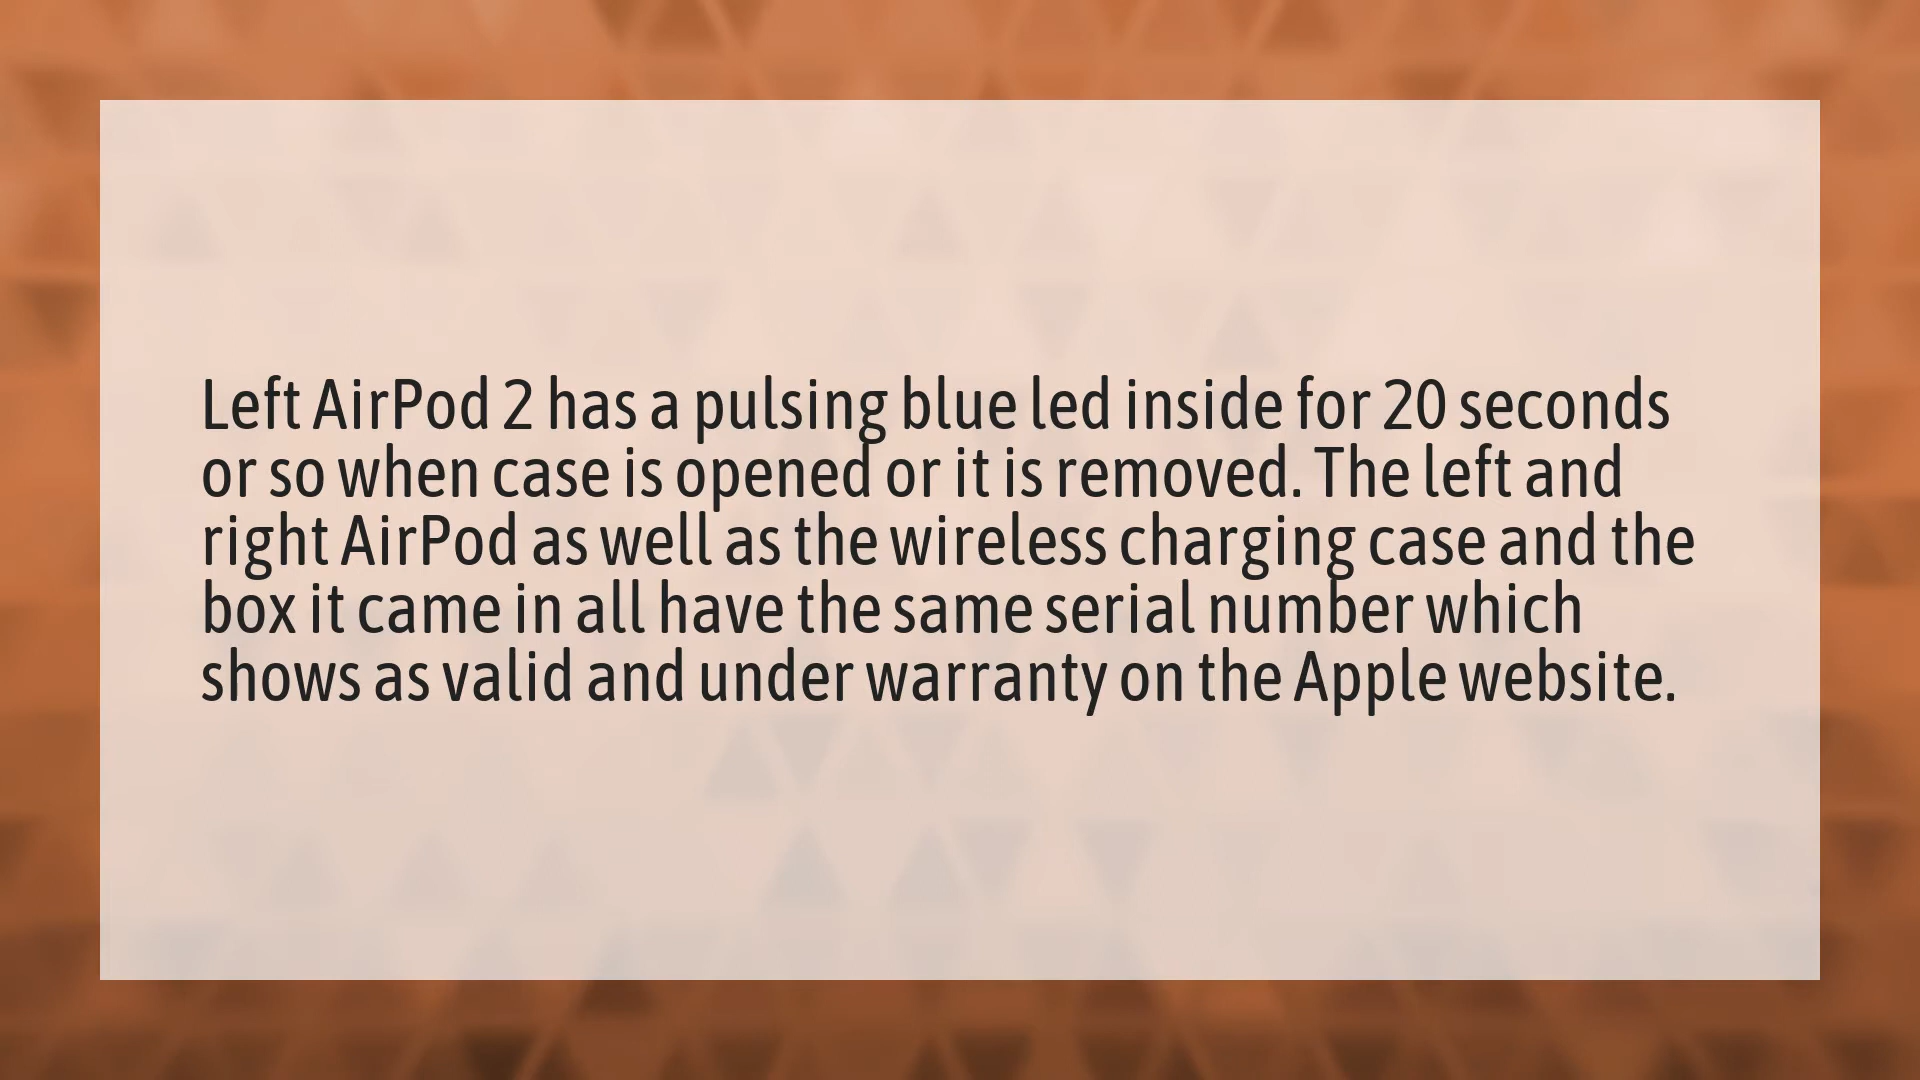 Left AirPod 2 has a pulsing blue led inside for 20 seconds
or so when case is opened or it is removed. The left and
right AirPod as well as the wireless charging case and the
box it came in all have the same serial number which
shows as valid and under warranty on the Apple website.